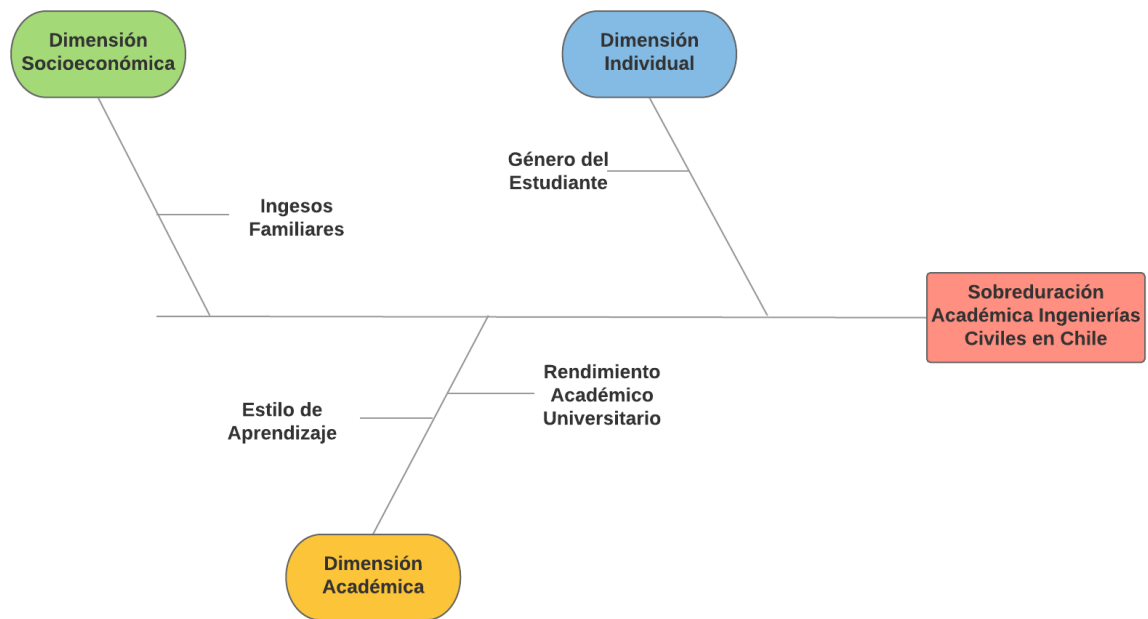 Dimensión
Socioeconómica
Dimensión
Individual
Género del
Estudiante
Ingesos
Familiares
Sobreduración
Académica Ingenierías
Civiles en Chile
Rendimiento
Académico
Universitario
Estilo de
Aprendizaje
Dimensión
Académica